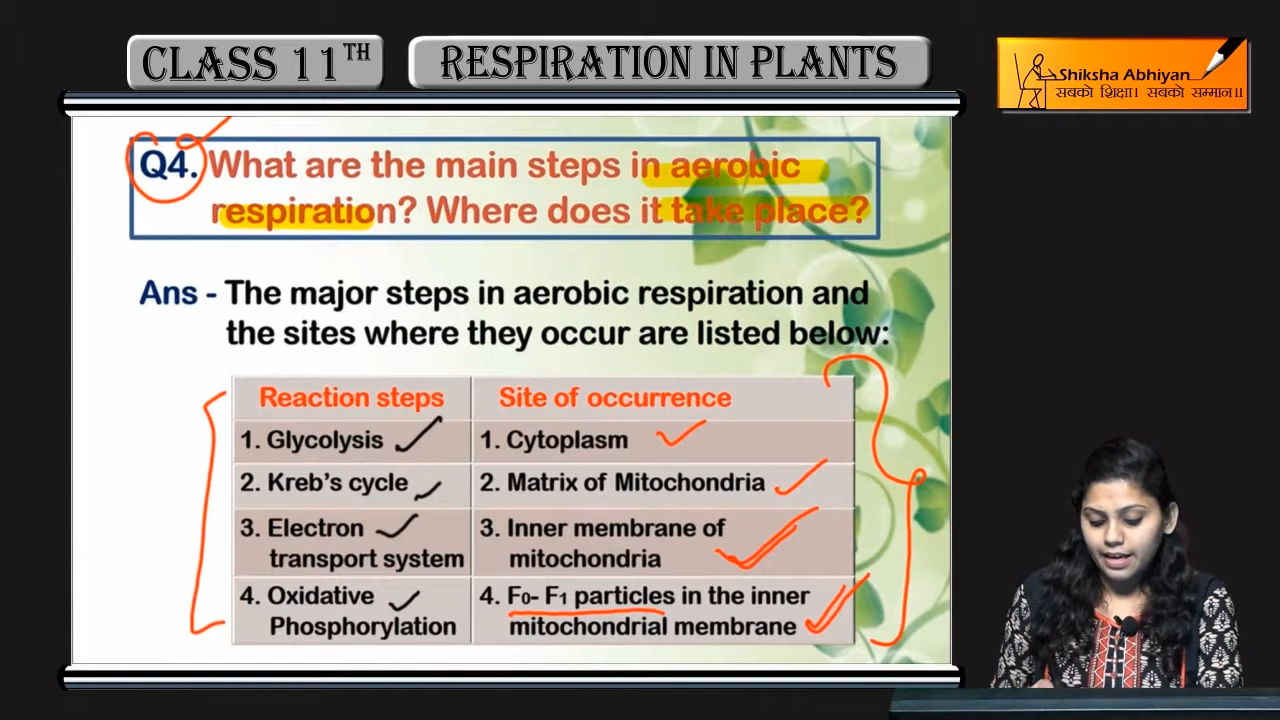 CLASS 11TH
RESPIRATION IN PLANTS
Shiksha Abhiyan
सबको शिक्षा। सबको सम्मान॥
Q4. What are the main steps in aerobic
respiration? Where does it take place?
Ans - The major steps in aerobic respiration and
the sites where they occur are listed below:
Reaction steps Site of occurrence
1. Glycolysis 1. Cytoplasm
2. Kreb's cycle 2. Matrix of Mitochondria
3. Electron 3. Inner membrane of
transport system mitochondria
4. Oxidative 4. F0- F1 particles in the inner
Phosphorylation mitochondrial membrane